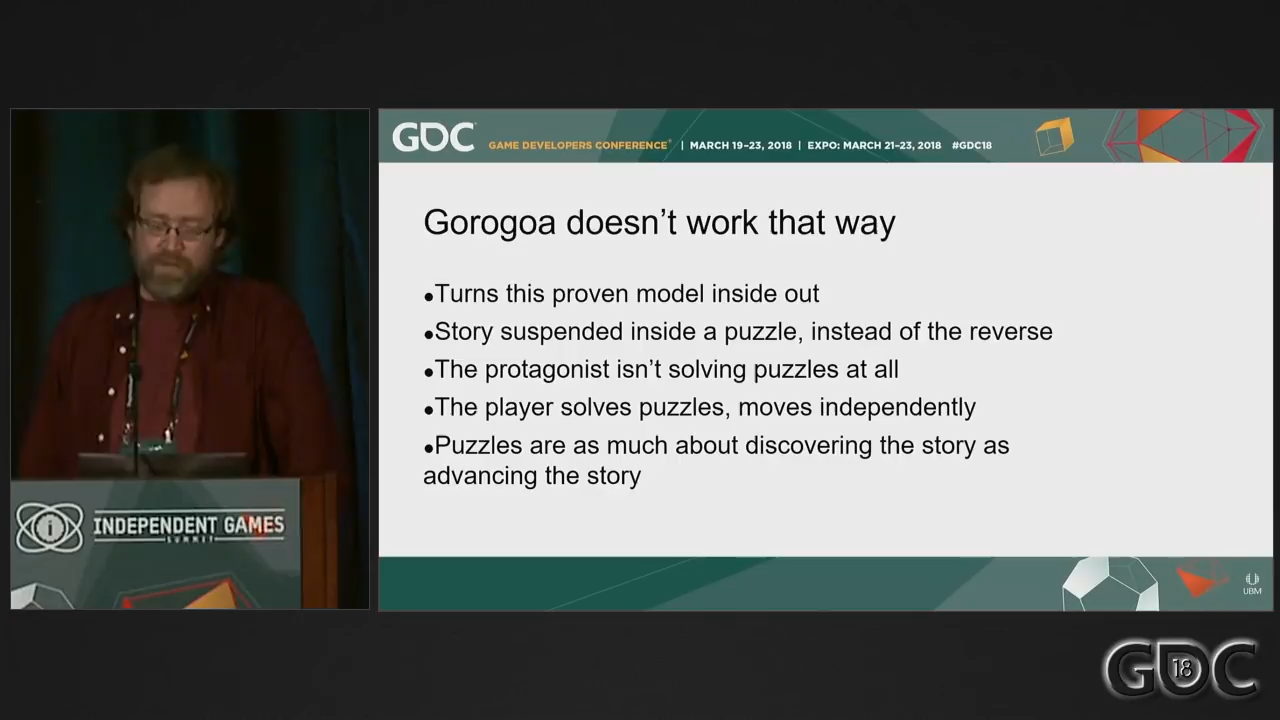 GDC GAME DEVELOPERS CONFERENCE® | MARCH 19–23, 2018 | EXPO: MARCH 21–23, 2018 #GDC18
Gorogoa doesn’t work that way
●Turns this proven model inside out
●Story suspended inside a puzzle, instead of the reverse
●The protagonist isn’t solving puzzles at all
●The player solves puzzles, moves independently
●Puzzles are as much about discovering the story as
advancing the story
i INDEPENDENT GAMES
SUMMIT
UBM
GDC 18